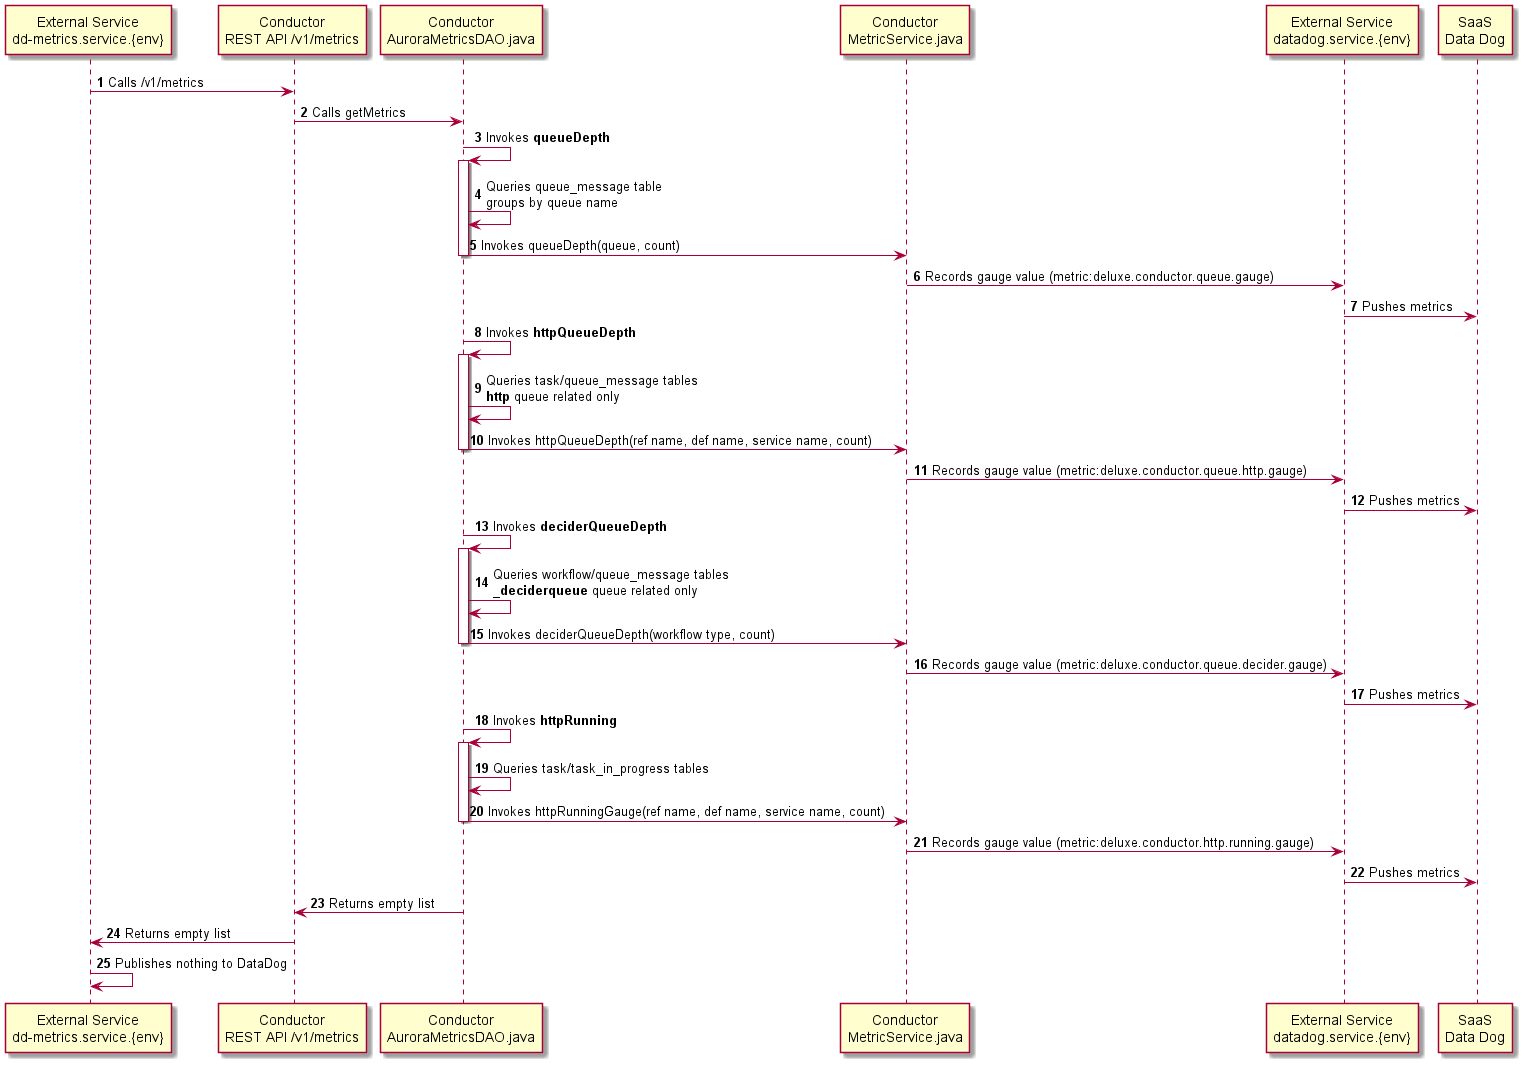 External Service
dd-metrics.service.{env}
Conductor
REST API /v1/metrics
Conductor
AuroraMetricsDAO.java
Conductor
MetricService.java
External Service
datadog.service.{env}
SaaS
Data Dog
1 Calls /v1/metrics
2 Calls getMetrics
3 Invokes queueDepth
4 Queries queue_message table
groups by queue name
5 Invokes queueDepth(queue, count)
6 Records gauge value (metric:deluxe.conductor.queue.gauge)
7 Pushes metrics
8 Invokes httpQueueDepth
9 Queries task/queue_message tables
http queue related only
10 Invokes httpQueueDepth(ref name, def name, service name, count)
11 Records gauge value (metric:deluxe.conductor.queue.http.gauge)
12 Pushes metrics
13 Invokes deciderQueueDepth
14 Queries workflow/queue_message tables
_deciderqueue queue related only
15 Invokes deciderQueueDepth(workflow type, count)
16 Records gauge value (metric:deluxe.conductor.queue.decider.gauge)
17 Pushes metrics
18 Invokes httpRunning
19 Queries task/task_in_progress tables
20 Invokes httpRunningGauge(ref name, def name, service name, count)
21 Records gauge value (metric:deluxe.conductor.http.running.gauge)
22 Pushes metrics
23 Returns empty list
24 Returns empty list
25 Publishes nothing to DataDog
External Service
dd-metrics.service.{env}
Conductor
REST API /v1/metrics
Conductor
AuroraMetricsDAO.java
Conductor
MetricService.java
External Service
datadog.service.{env}
SaaS
Data Dog